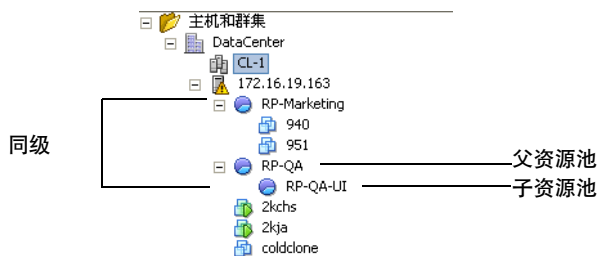 主机和群集
DataCenter
CL-1
172.16.19.163
RP-Marketing
940
951
同级
RP-QA
父资源池
RP-QA-UI
子资源池
2kchs
2kja
coldclone